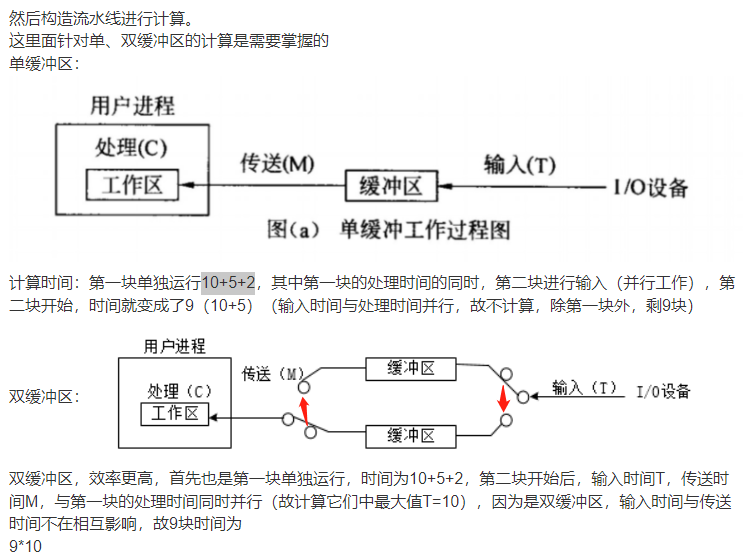 然后构造流水线进行计算。
这里面针对单、双缓冲区的计算是需要掌握的
单缓冲区：
用户进程
处理(C)
传送(M)
输入(T)
工作区
缓冲区
I/O设备
图(a) 单缓冲工作过程图
计算时间：第一块单独运行10+5+2，其中第一块的处理时间的同时，第二块进行输入（并行工作），第
二块开始，时间就变成了9（10+5）（输入时间与处理时间并行，故不计算，除第一块外，剩9块）
用户进程
传送（M）
缓冲区
处理（C）
输入（T）
I/O设备
双缓冲区：
工作区
缓冲区
双缓冲区，效率更高，首先也是第一块单独运行，时间为10+5+2，第二块开始后，输入时间T，传送时
间M，与第一块的处理时间同时并行（故计算它们中最大值T=10），因为是双缓冲区，输入时间与传送
时间不在相互影响，故9块时间为
9*10